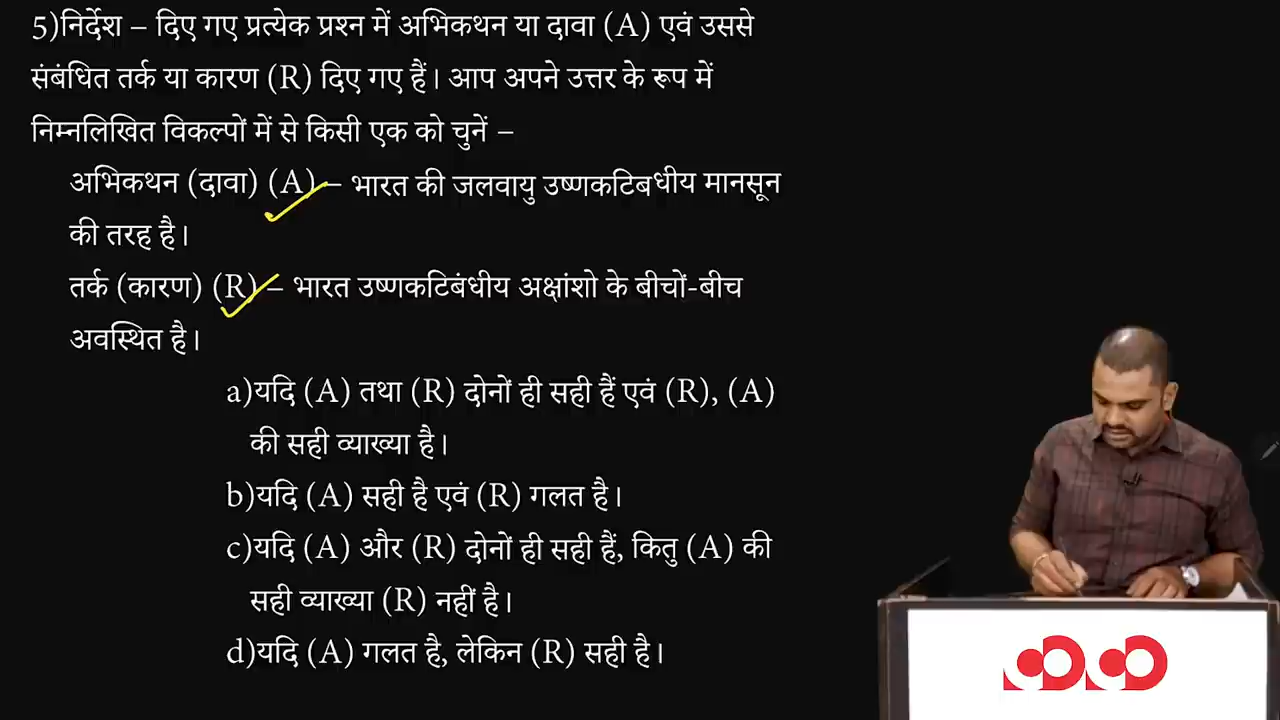 5)निर्देश – दिए गए प्रत्येक प्रश्न में अभिकथन या दावा (A) एवं उससे
संबंधित तर्क या कारण (R) दिए गए हैं। आप अपने उत्तर के रूप में
निम्नलिखित विकल्पों में से किसी एक को चुनें –
अभिकथन (दावा) (A) – भारत की जलवायु उष्णकटिबधीय मानसून
की तरह है।
तर्क (कारण) (R) – भारत उष्णकटिबंधीय अक्षांशो के बीचों-बीच
अवस्थित है।
a)यदि (A) तथा (R) दोनों ही सही हैं एवं (R), (A)
की सही व्याख्या है।
b)यदि (A) सही है एवं (R) गलत है।
c)यदि (A) और (R) दोनों ही सही हैं, कितु (A) की
सही व्याख्या (R) नहीं है।
d)यदि (A) गलत है, लेकिन (R) सही है।